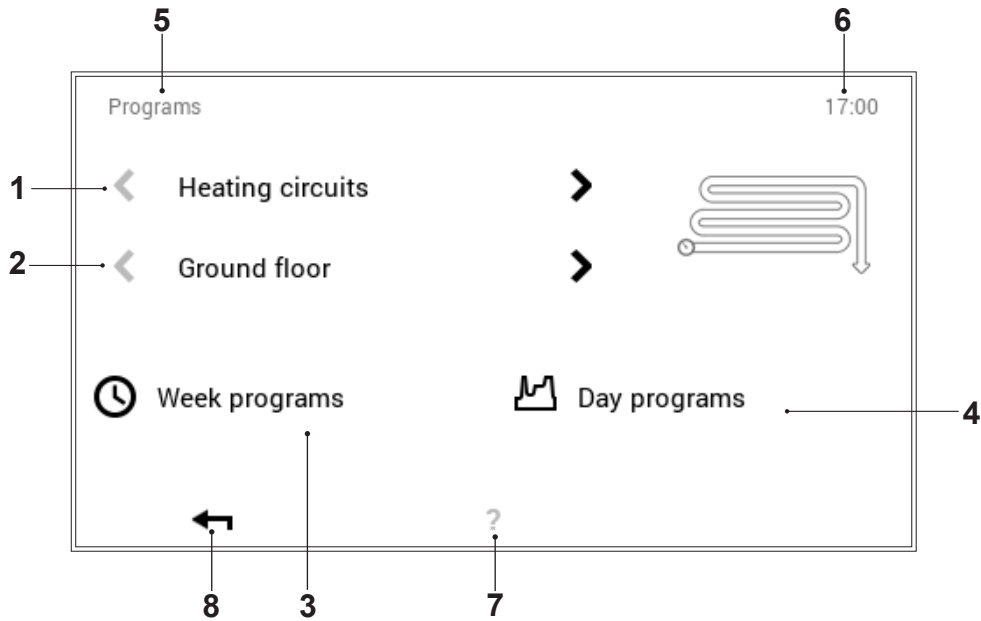 5 6
Programs 17:00
1 Heating circuits
2 Ground floor
Week programs Day programs
4
?
8 3 7